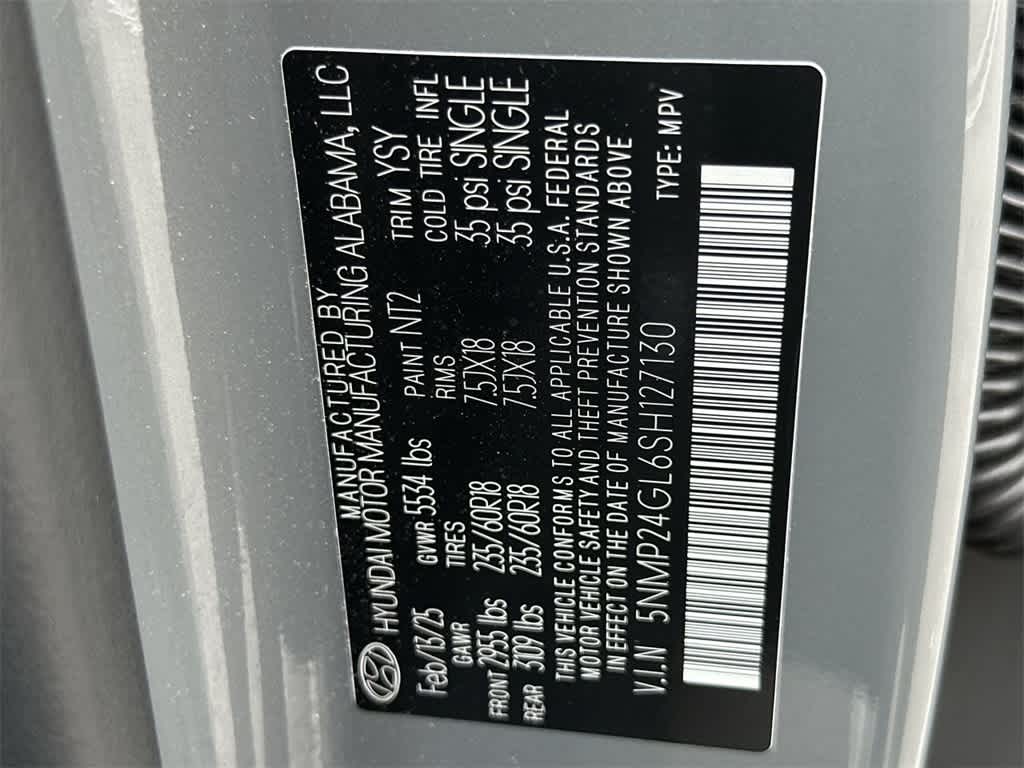 MANUFACTURED BY
HYUNDAI MOTOR MANUFACTURING ALABAMA, LLC
Feb/13/25 GVWR 5534 lbs PAINT NT2 TRIM YSY
GAWR TIRES RIMS COLD TIRE INFL
FRONT 2955 lbs 235/60R18 7.5JX18 35 psi SINGLE
REAR 3109 lbs 235/60R18 7.5JX18 35 psi SINGLE
THIS VEHICLE CONFORMS TO ALL APPLICABLE U.S.A. FEDERAL
MOTOR VEHICLE SAFETY AND THEFT PREVENTION STANDARDS
IN EFFECT ON THE DATE OF MANUFACTURE SHOWN ABOVE
V.I.N 5NMP24GL6SH127130 TYPE: MPV